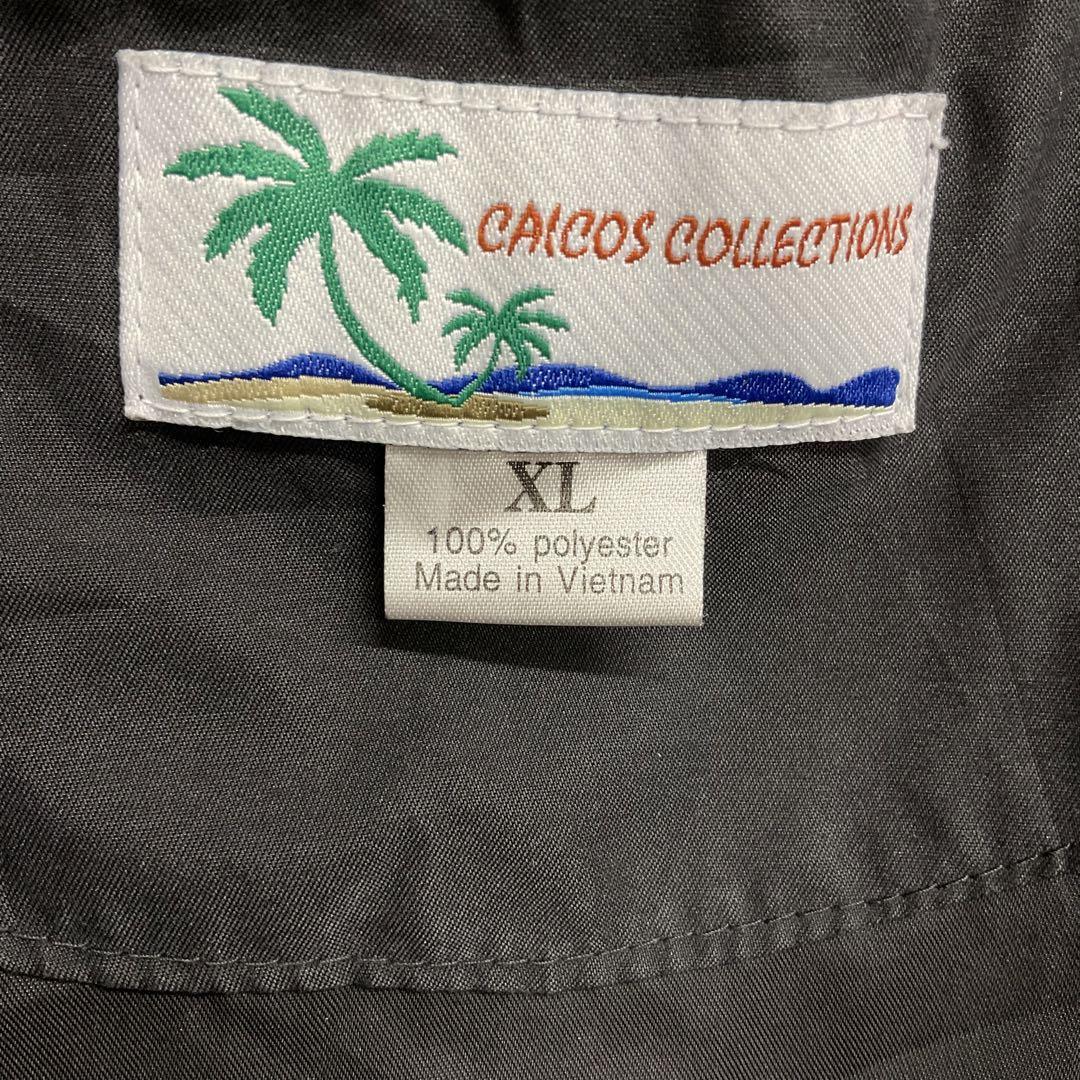 CAICOS COLLECTIONS
XL
100% polyester
Made in Vietnam